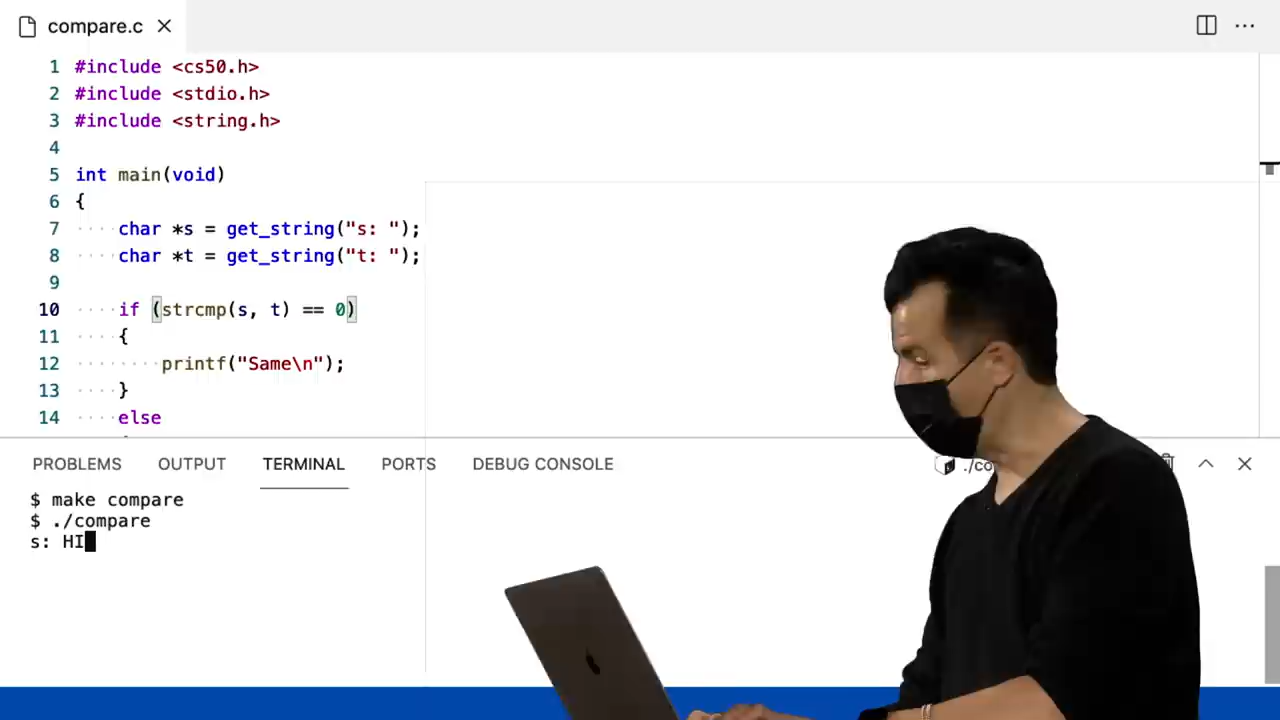 compare.c
1 #include <cs50.h>
2 #include <stdio.h>
3 #include <string.h>
4
5 int main(void)
6 {
7 char *s = get_string("s: ");
8 char *t = get_string("t: ");
9
10 if (strcmp(s, t) == 0)
11 {
12 printf("Same\n");
13 }
14 else
PROBLEMS OUTPUT TERMINAL PORTS DEBUG CONSOLE ./co
$ make compare
$ ./compare
s: HI